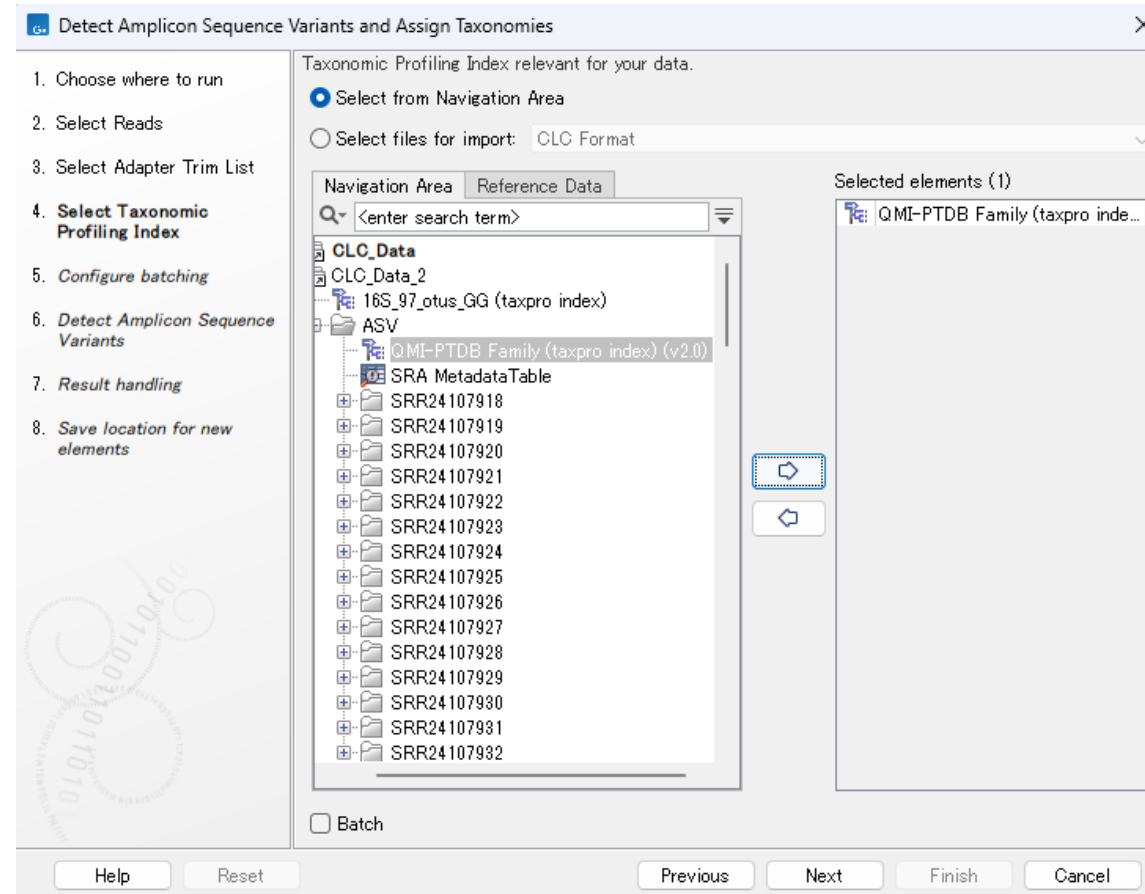 Detect Amplicon Sequence Variants and Assign Taxonomies
1. Choose where to run
2. Select Reads
3. Select Adapter Trim List
4. Select Taxonomic
Profiling Index
5. Configure batching
6. Detect Amplicon Sequence
Variants
7. Result handling
8. Save location for new
elements
Taxonomic Profiling Index relevant for your data.
Select from Navigation Area
Select files for import: CLC Format
Navigation Area Reference Data
<enter search term>
CLC_Data
CLC_Data_2
16S_97_otus_GG (taxpro index)
ASV
QMI-PTDB Family (taxpro index) (v2.0)
SRA MetadataTable
SRR24107918
SRR24107919
SRR24107920
SRR24107921
SRR24107922
SRR24107923
SRR24107924
SRR24107925
SRR24107926
SRR24107927
SRR24107928
SRR24107929
SRR24107930
SRR24107931
SRR24107932
Selected elements (1)
QMI-PTDB Family (taxpro inde...
Batch
Help Reset Previous Next Finish Cancel